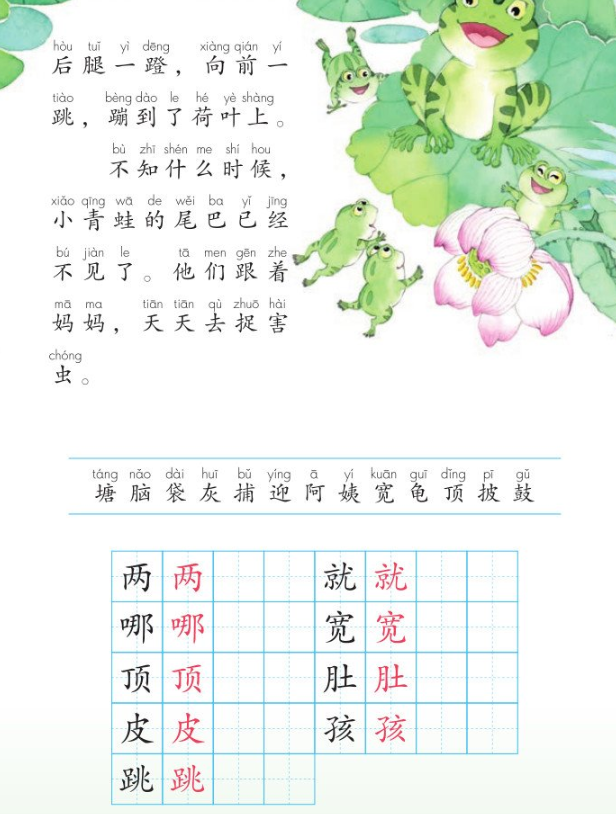 hòu tuǐ yì dēng xiàng qián yí
后腿一蹬，向前一
tiào bèng dào le hé yè shàng
跳，蹦到了荷叶上。
bù zhī shén me shí hou
不知什么时候，
xiǎo qīng wā de wěi ba yǐ jīng
小青蛙的尾巴已经
bú jiàn le tā men gēn zhe
不见了。他们跟着
mā ma tiān tiān qù zhuō hài
妈妈，天天去捉害
chóng
虫。
táng nǎo dài huī bǔ yíng ā yí kuān guī dǐng pī gǔ
塘脑袋灰捕迎阿姨宽龟顶披鼓
两两 就就
哪哪 宽宽
顶顶 肚肚
皮皮 孩孩
跳跳